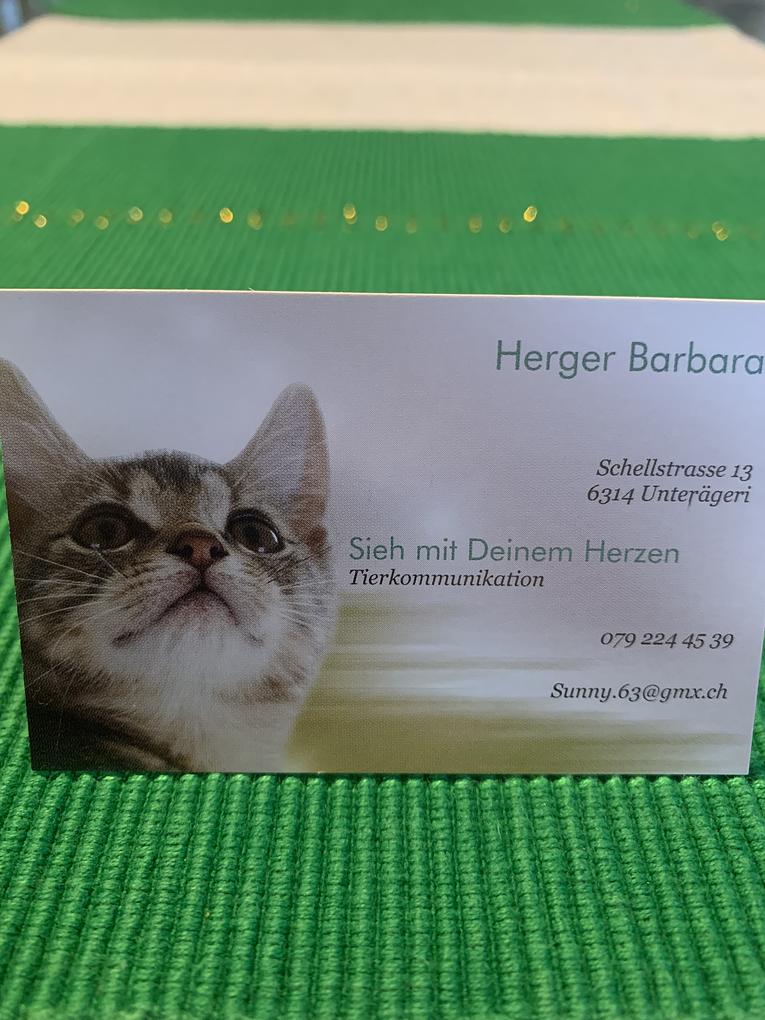 Herger Barbara
Schellstrasse 13
6314 Unterägeri
Sieh mit Deinem Herzen
Tierkommunikation
079 224 45 39
Sunny.63@gmx.ch